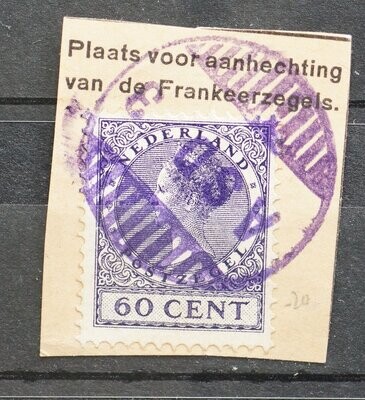 Plaats voor aanhechting
van de Frankeerzegels.
NEDERLAND
POSTZEGEL
60 CENT